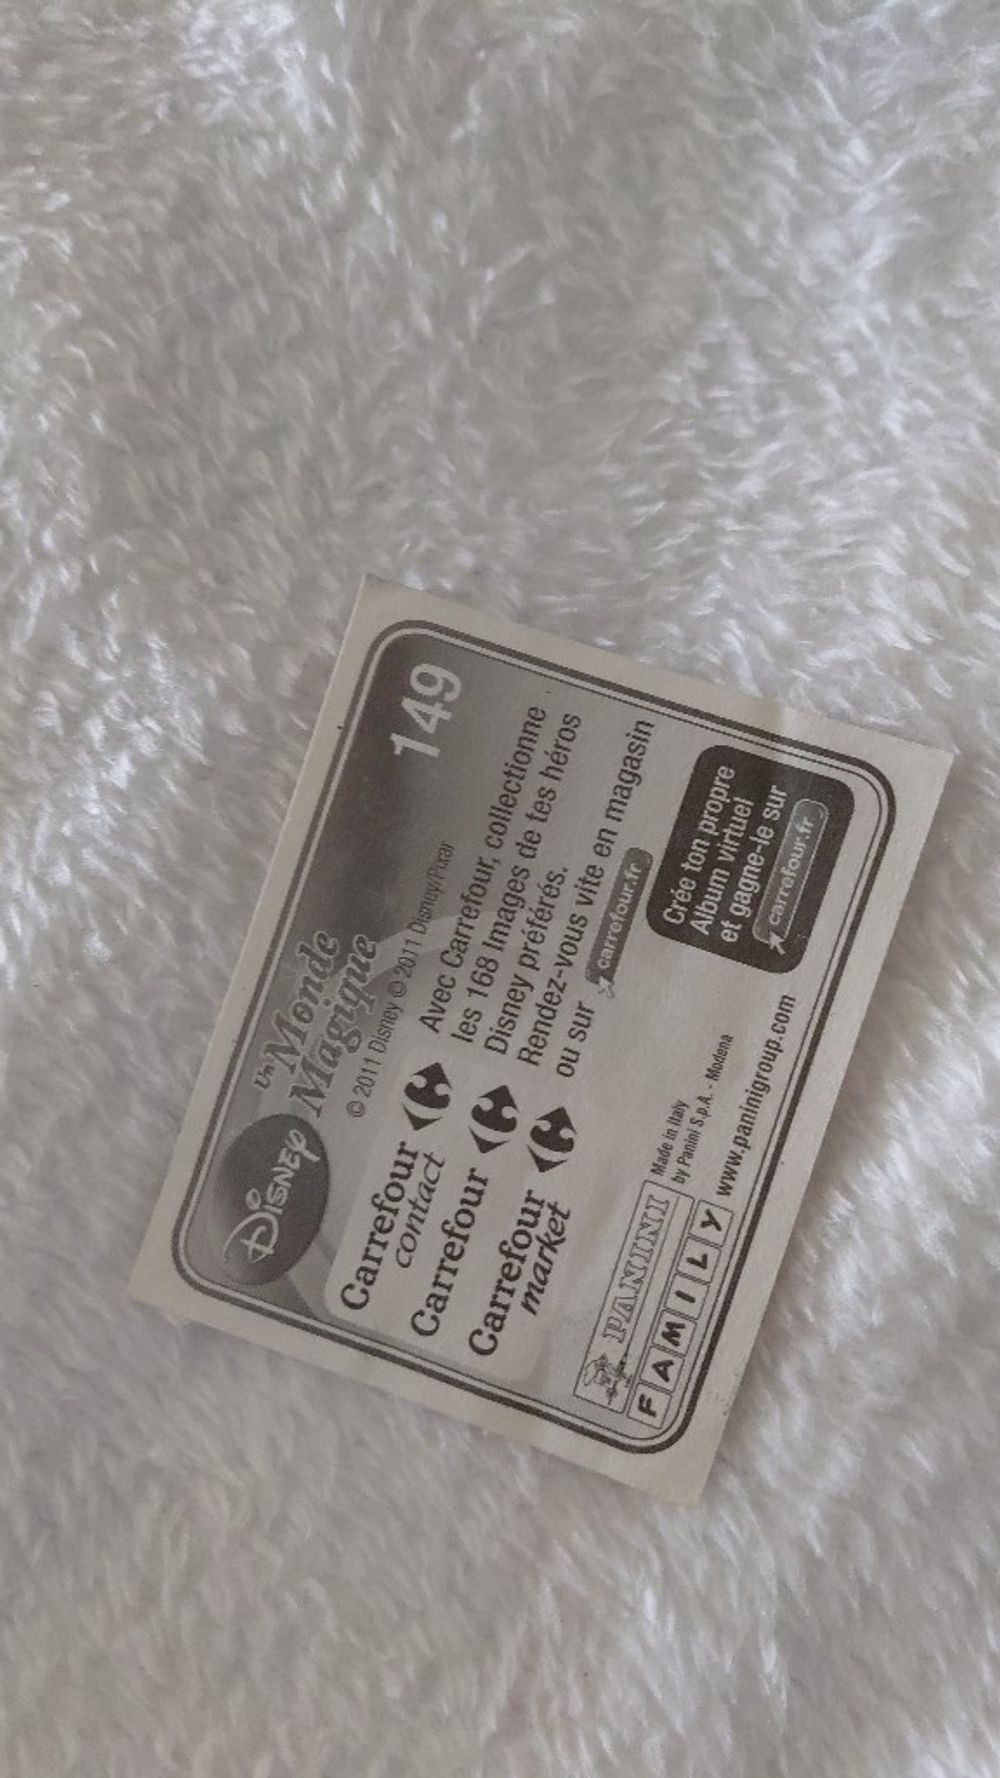 DISNEY
Un Monde
Magique
149
© 2011 Disney © 2011 Disney/Pixar
Carrefour
contact
Carrefour
Carrefour
market
Avec Carrefour, collectionne
les 168 Images de tes héros
Disney préférés.
Rendez-vous vite en magasin
ou sur carrefour.fr
Crée ton propre
Album virtuel
et gagne-le sur
carrefour.fr
PANINI
FAMILY
Made in Italy
by Panini S.p.A. - Modena
www.paninigroup.com